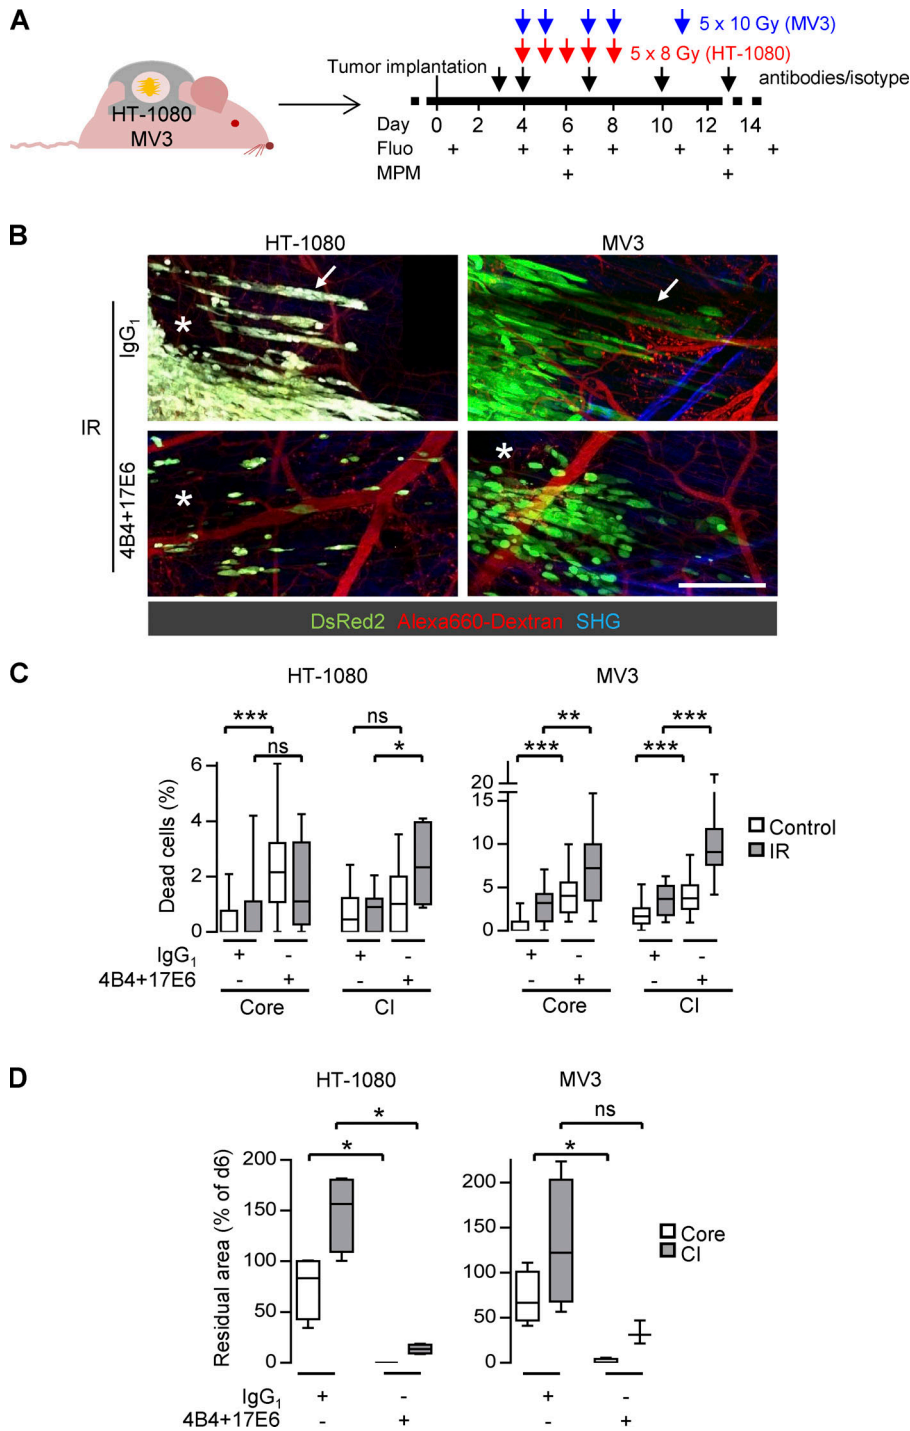 A
5 x 10 Gy (MV3)
5 x 8 Gy (HT-1080)
Tumor implantation
antibodies/isotype
HT-1080
MV3
Day 0 2 4 6 8 10 12 14
Fluo + + + + + + +
MPM + +
B
HT-1080 MV3
IR
IgG1
4B4+17E6
* *
* *
DsRed2 Alexa660-Dextran SHG
C
HT-1080 MV3
*** ns ** ***
ns * *** ***
Dead cells (%)
6
4
2
0
20
15
10
5
0
Control
IR
IgG1 + - + - + - + -
4B4+17E6 - + - + - + - +
Core CI Core CI
D
HT-1080 MV3
* ns
* *
Residual area (% of d6)
200
150
100
50
0
200
150
100
50
0
Core
CI
IgG1 + - + -
4B4+17E6 - + - +